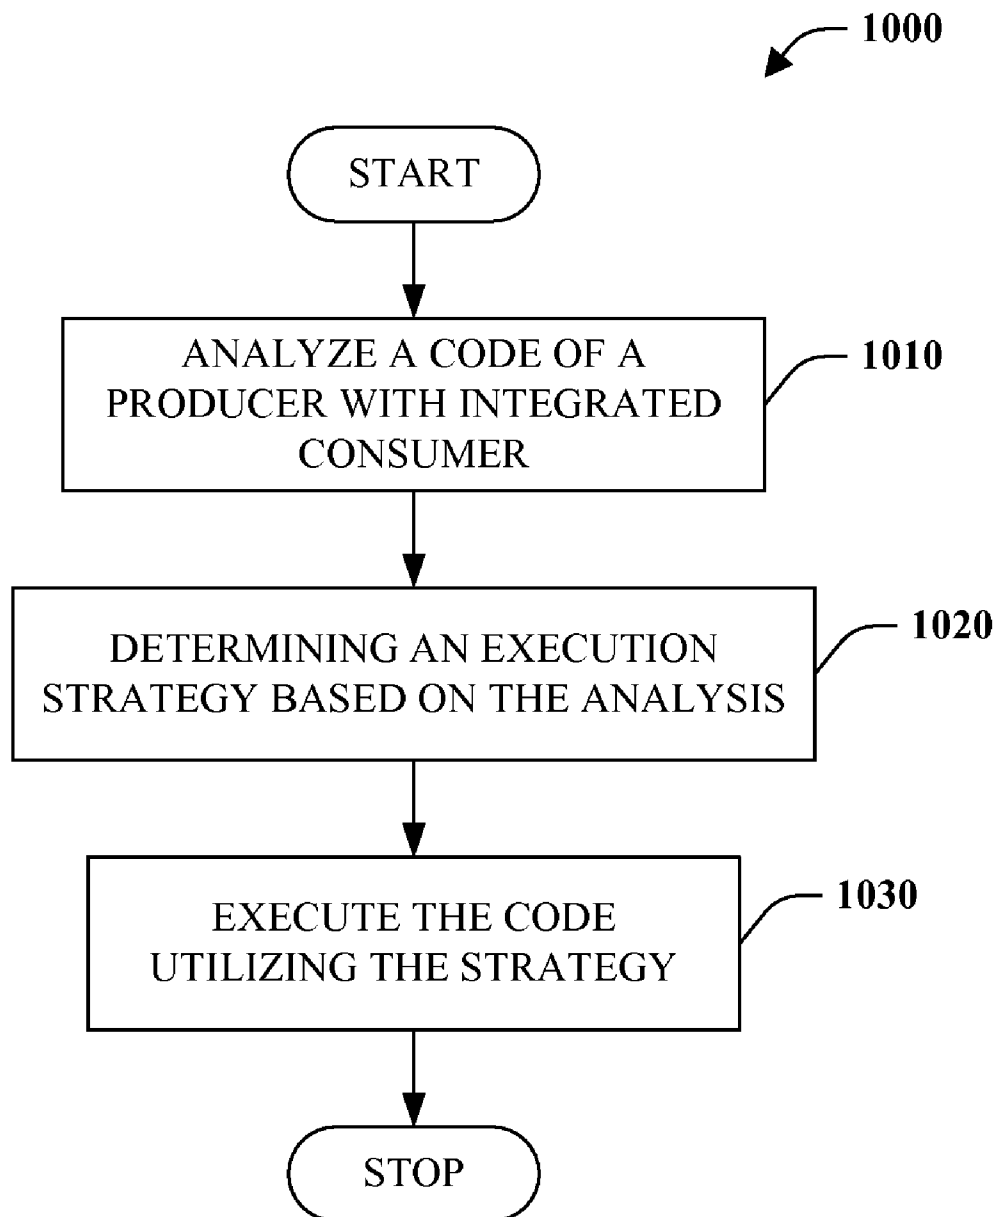 1000
START
ANALYZE A CODE OF A
PRODUCER WITH INTEGRATED
CONSUMER
1010
DETERMINING AN EXECUTION
STRATEGY BASED ON THE ANALYSIS
1020
EXECUTE THE CODE
UTILIZING THE STRATEGY
1030
STOP